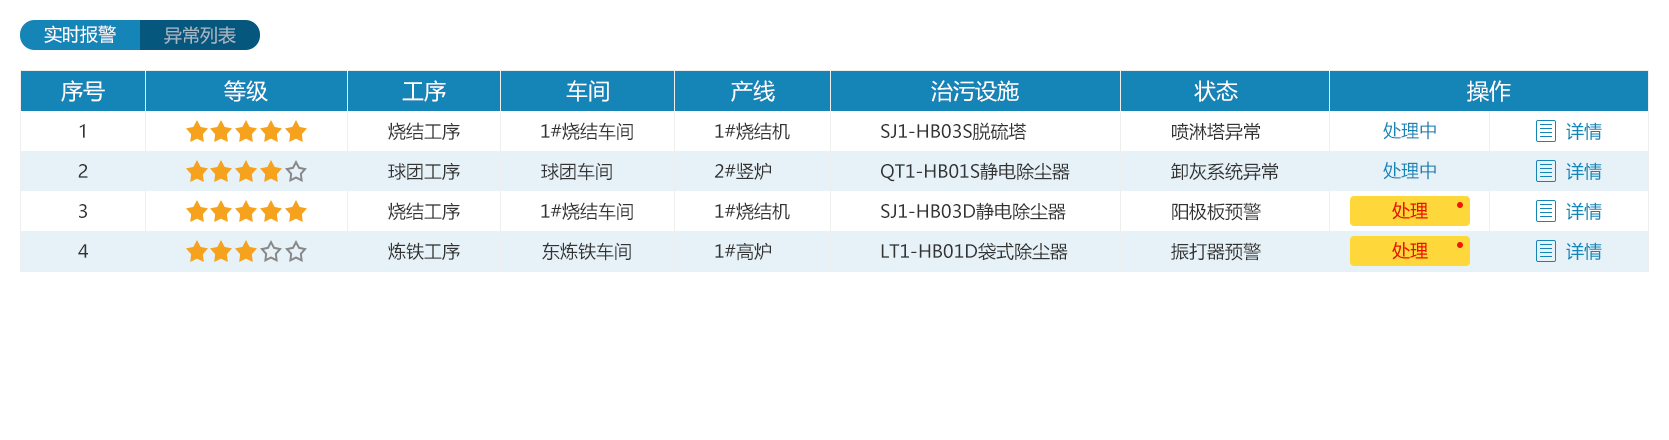 实时报警 异常列表
序号 等级 工序 车间 产线 治污设施 状态 操作
1 烧结工序 1#烧结车间 1#烧结机 SJ1-HB03S脱硫塔 喷淋塔异常 处理中 详情
2 球团工序 球团车间 2#竖炉 QT1-HB01S静电除尘器 卸灰系统异常 处理中 详情
3 烧结工序 1#烧结车间 1#烧结机 SJ1-HB03D静电除尘器 阳极板预警 处理 详情
4 炼铁工序 东炼铁车间 1#高炉 LT1-HB01D袋式除尘器 振打器预警 处理 详情